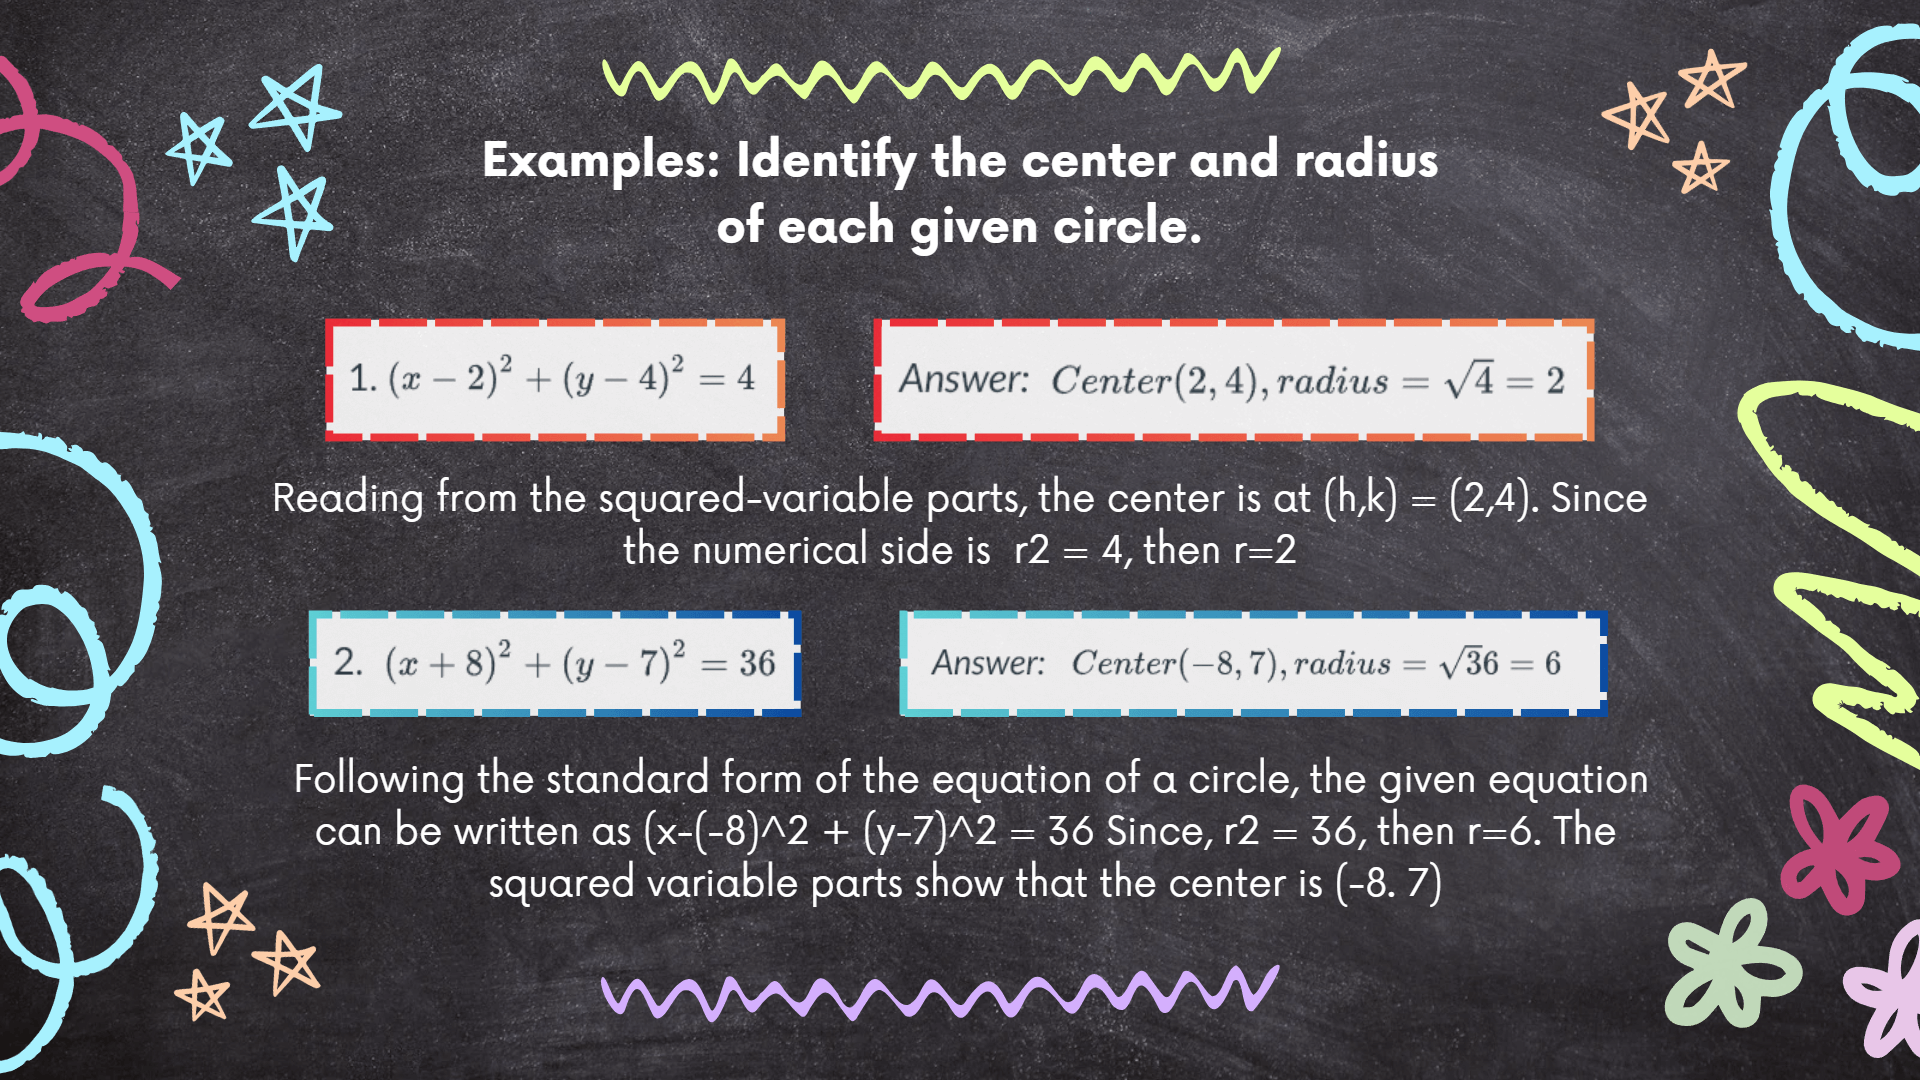 Examples: Identify the center and radius
of each given circle.
1. (x − 2)² + (y − 4)² = 4
Answer: Center(2, 4), radius = √4 = 2
Reading from the squared-variable parts, the center is at (h,k) = (2,4). Since
the numerical side is r2 = 4, then r=2
2. (x + 8)² + (y − 7)² = 36
Answer: Center(−8, 7), radius = √36 = 6
Following the standard form of the equation of a circle, the given equation
can be written as (x-(-8)^2 + (y-7)^2 = 36 Since, r2 = 36, then r=6. The
squared variable parts show that the center is (-8. 7)